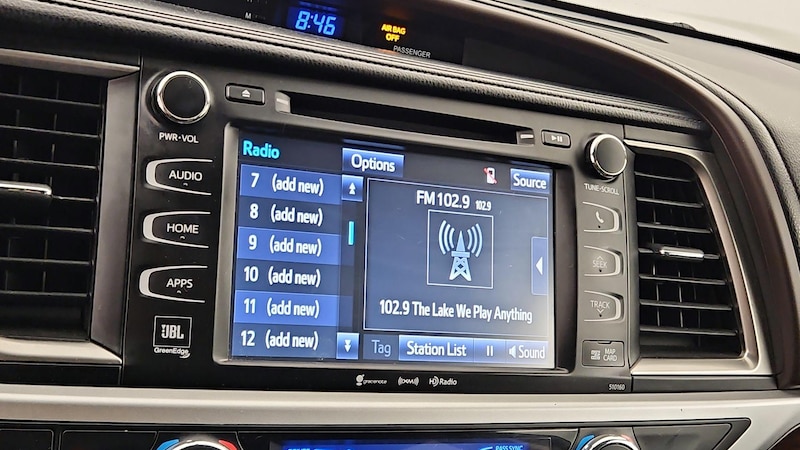 M
8:46
AIR BAG
OFF
PASSENGER
PWR•VOL
AUDIO
HOME
APPS
JBL
GreenEdge
Radio
Options
Source
7 (add new)
8 (add new)
9 (add new)
10 (add new)
11 (add new)
12 (add new)
FM 102.9 102.9
102.9 The Lake We Play Anything
Tag
Station List
Sound
TUNE•SCROLL
SEEK
TRACK
MAP
CARD
gracenote
((XM))
HD Radio
510160
PASS SYNC